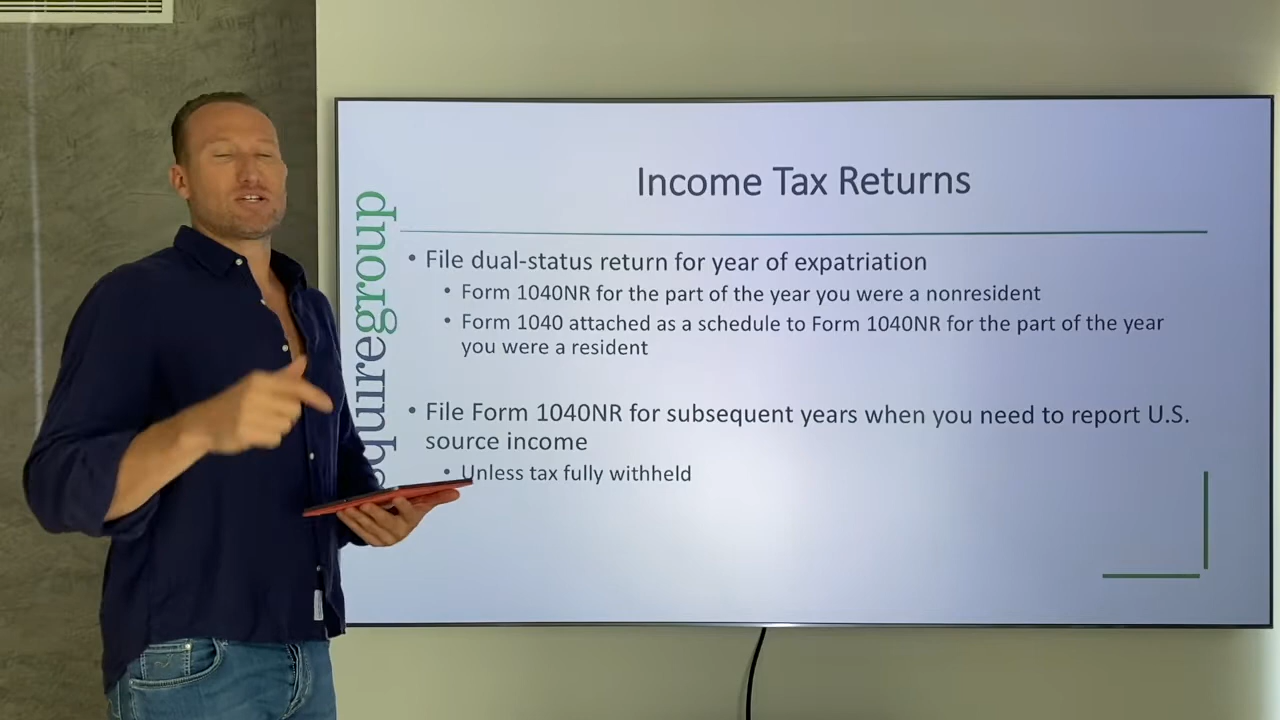 Income Tax Returns
• File dual-status return for year of expatriation
• Form 1040NR for the part of the year you were a nonresident
• Form 1040 attached as a schedule to Form 1040NR for the part of the year
you were a resident
• File Form 1040NR for subsequent years when you need to report U.S.
source income
• Unless tax fully withheld
squiregroup